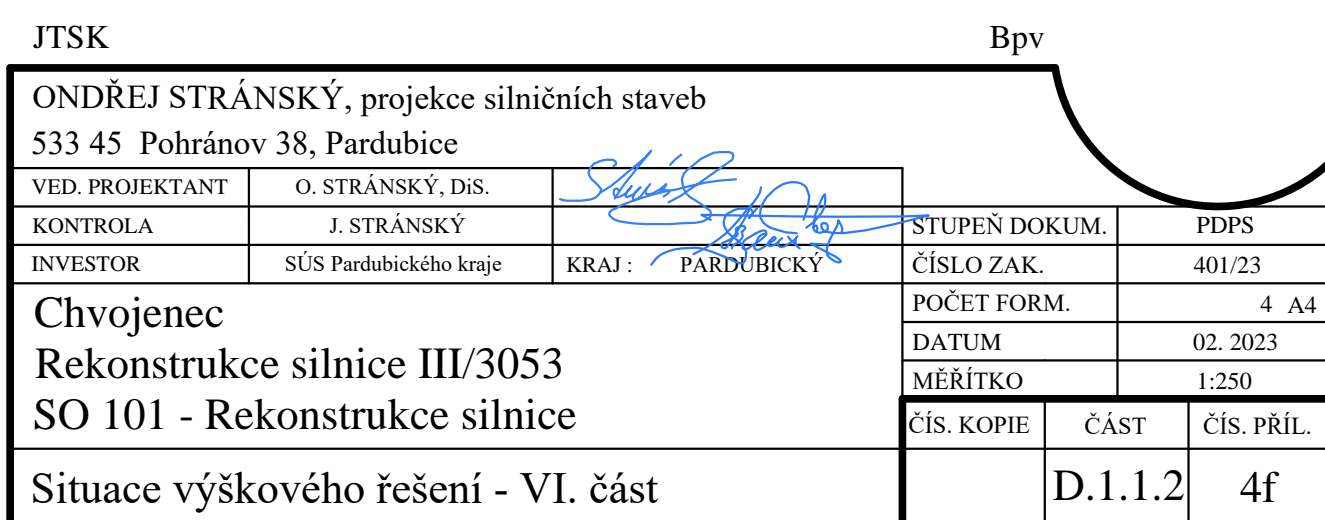 JTSK Bpv
ONDŘEJ STRÁNSKÝ, projekce silničních staveb
533 45 Pohránov 38, Pardubice
VED. PROJEKTANT O. STRÁNSKÝ, DiS.
KONTROLA J. STRÁNSKÝ
INVESTOR SÚS Pardubického kraje KRAJ : PARDUBICKÝ
STUPEŇ DOKUM. PDPS
ČÍSLO ZAK. 401/23
POČET FORM. 4 A4
DATUM 02. 2023
MĚŘÍTKO 1:250
Chvojenec
Rekonstrukce silnice III/3053
SO 101 - Rekonstrukce silnice
ČÍS. KOPIE ČÁST ČÍS. PŘÍL.
Situace výškového řešení - VI. část D.1.1.2 4f